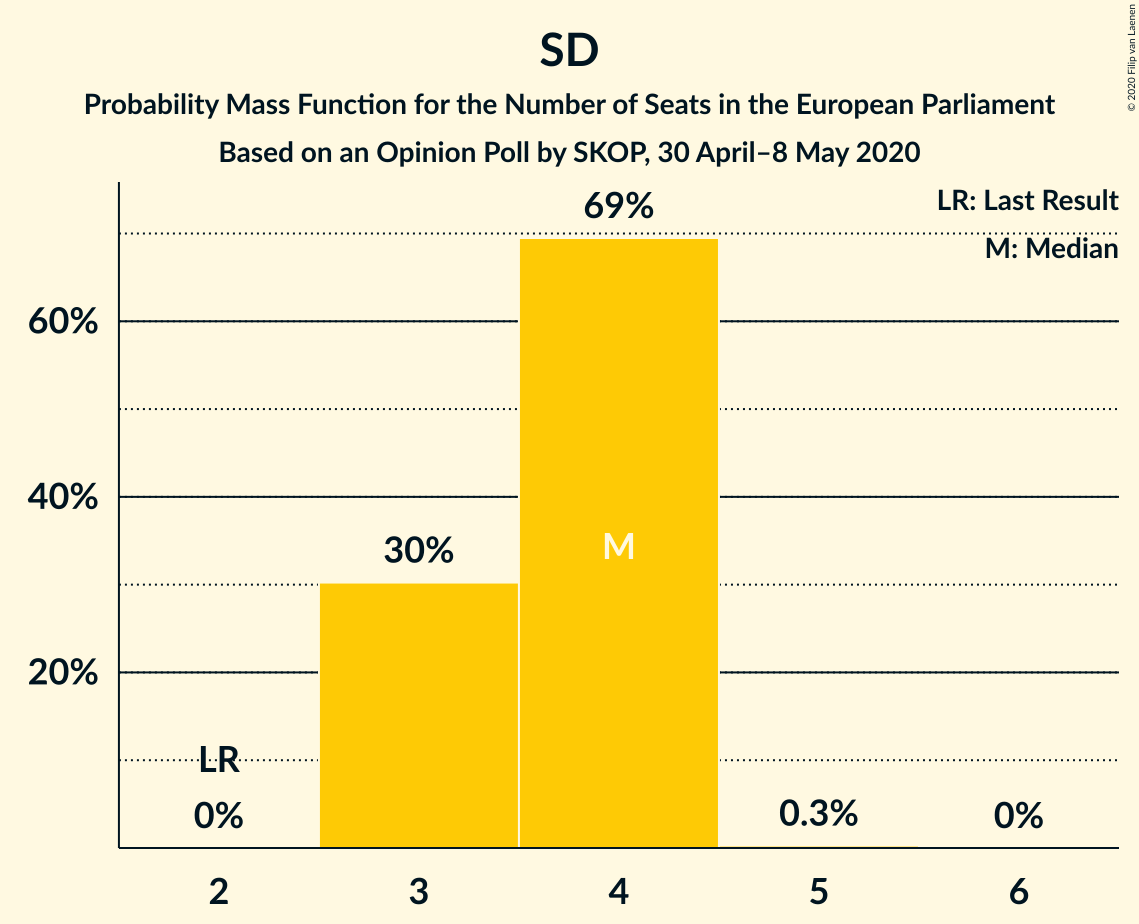 SD
Probability Mass Function for the Number of Seats in the European Parliament
Based on an Opinion Poll by SKOP, 30 April–8 May 2020
© 2020 Filip van Laenen
LR: Last Result
M: Median
69%
60%
40%
30%
M
20%
LR
0%
0.3%
0%
2
3
4
5
6